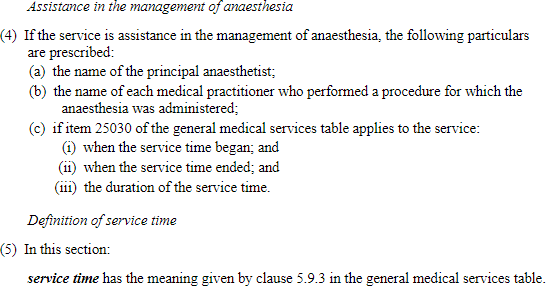 Assistance in the management of anaesthesia
(4) If the service is assistance in the management of anaesthesia, the following particulars
are prescribed:
(a) the name of the principal anaesthetist;
(b) the name of each medical practitioner who performed a procedure for which the
anaesthesia was administered;
(c) if item 25030 of the general medical services table applies to the service:
(i) when the service time began; and
(ii) when the service time ended; and
(iii) the duration of the service time.
Definition of service time
(5) In this section:
service time has the meaning given by clause 5.9.3 in the general medical services table.